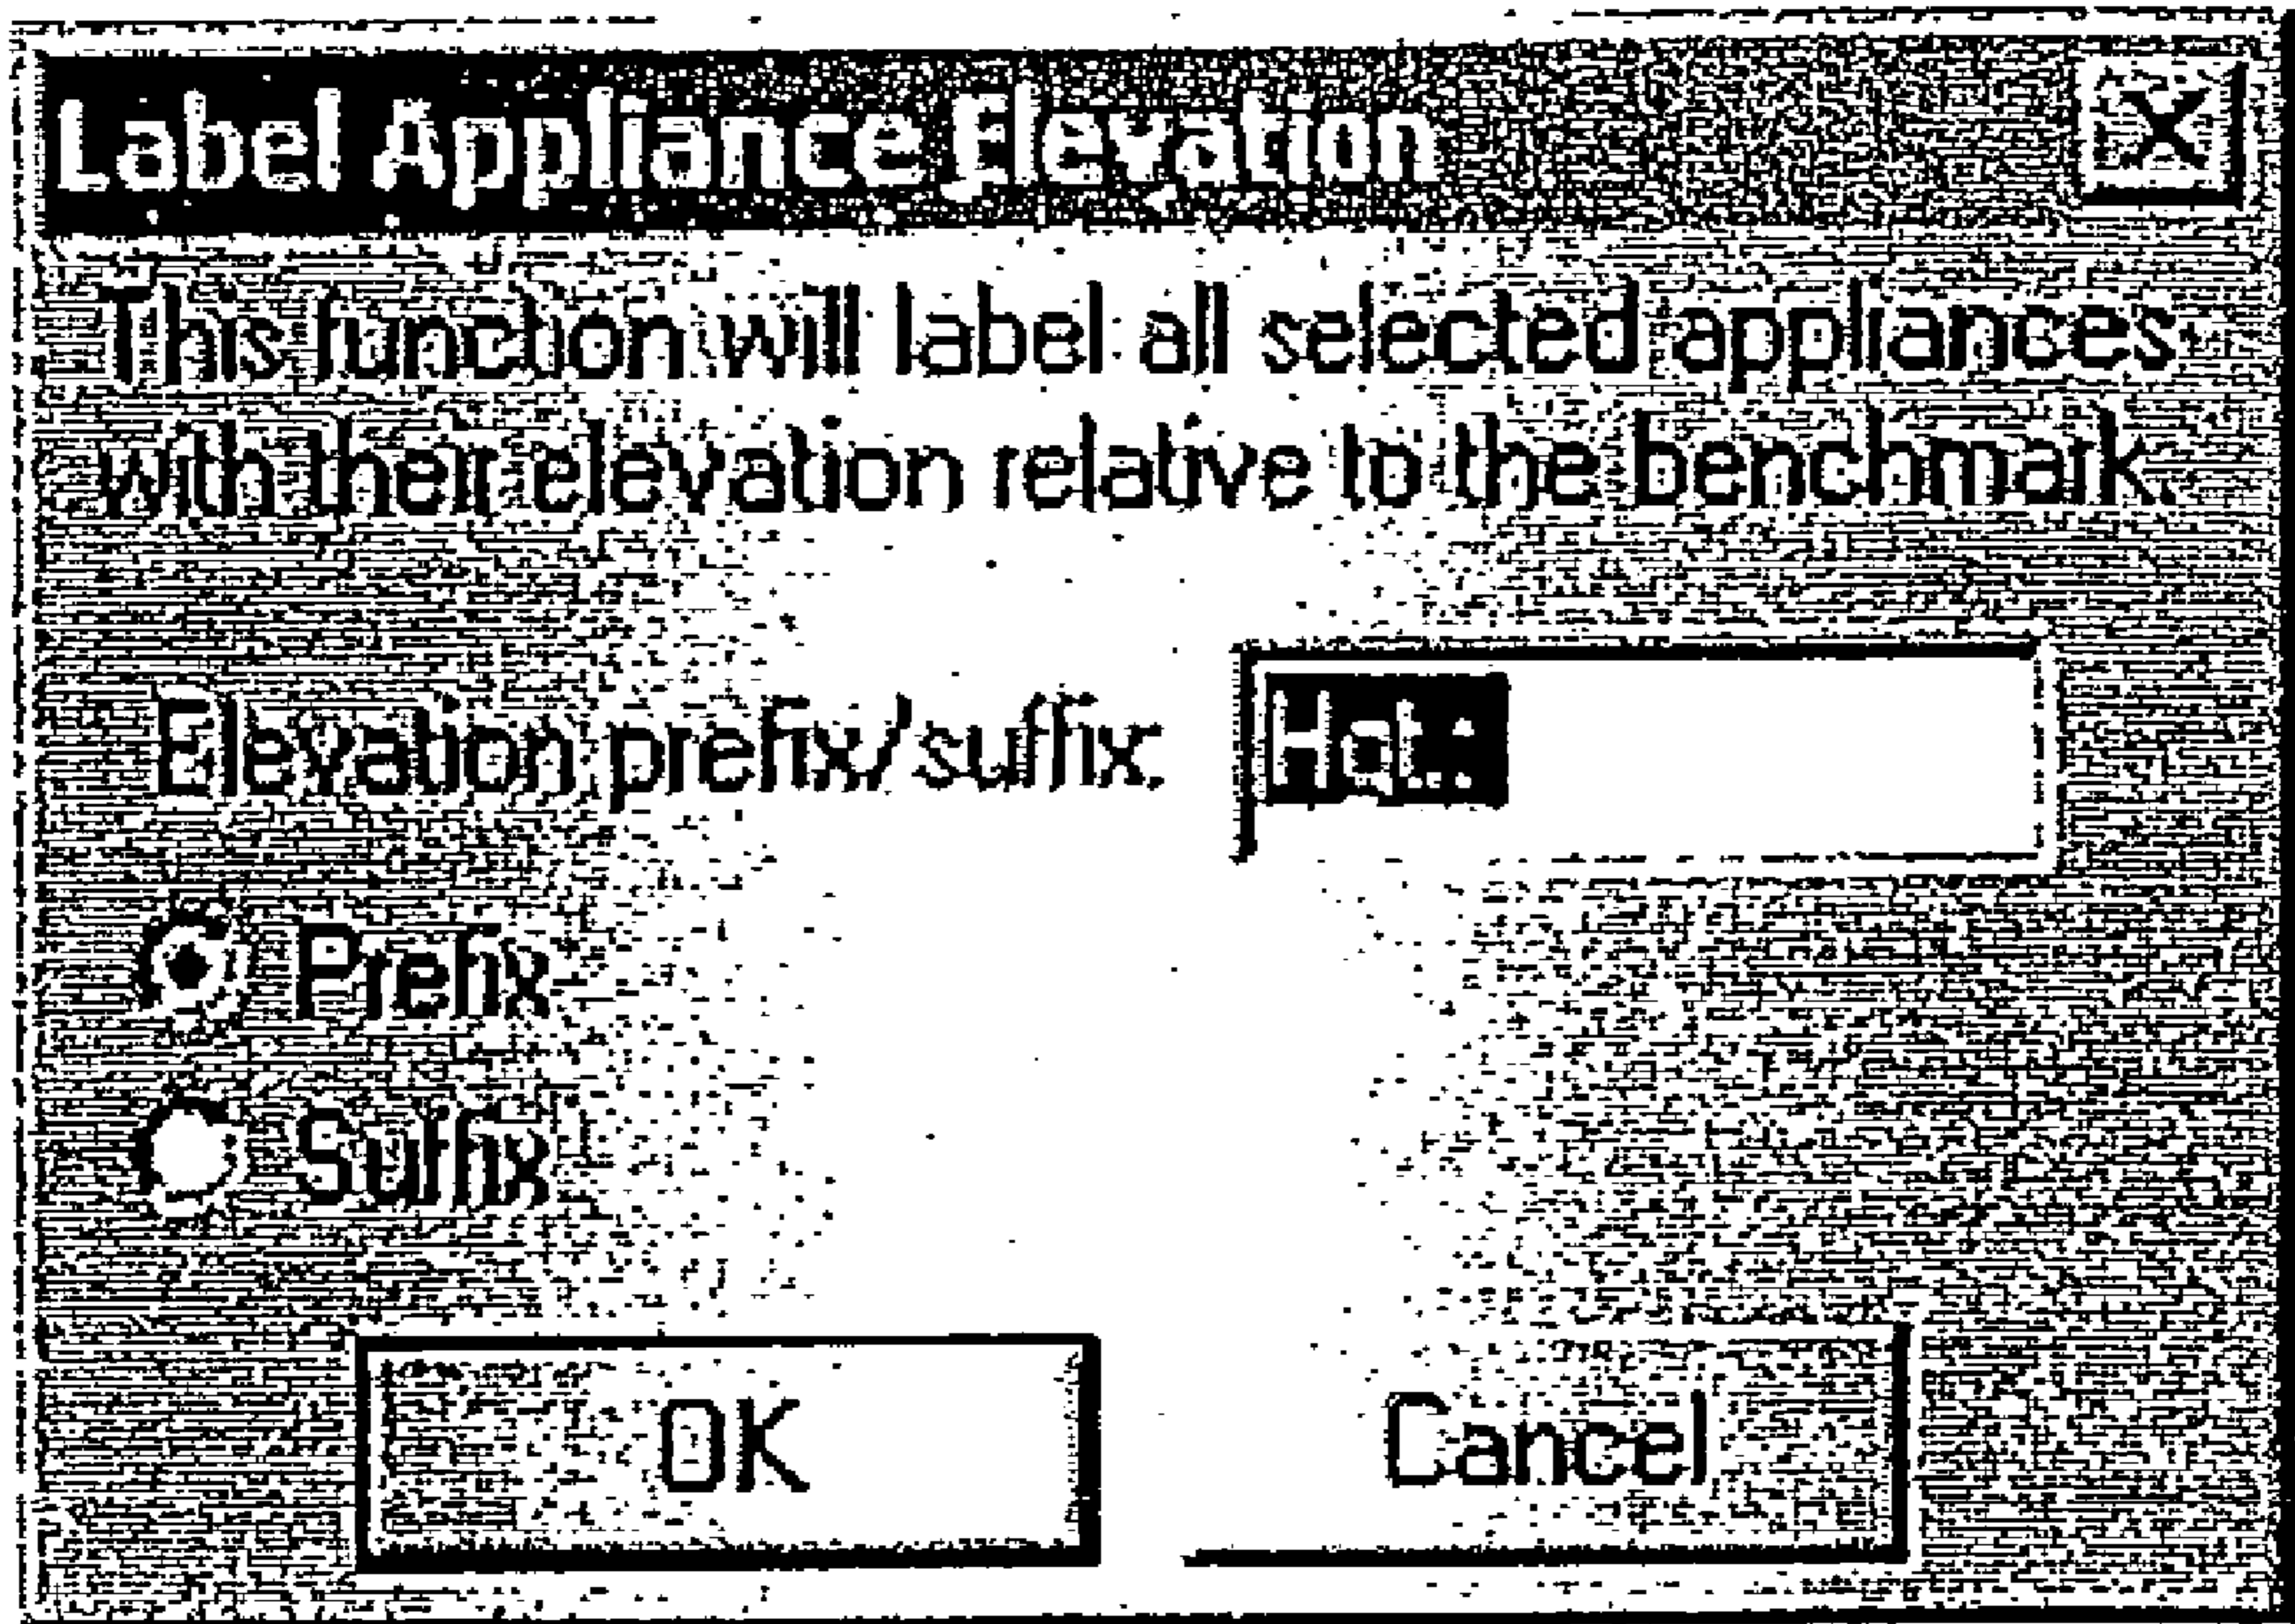 Label Appliance Elevation
This function will label all selected appliances
with their elevation relative to the benchmark.
Elevation prefix/suffix: Hgt.:
Prefix
Suffix
OK
Cancel